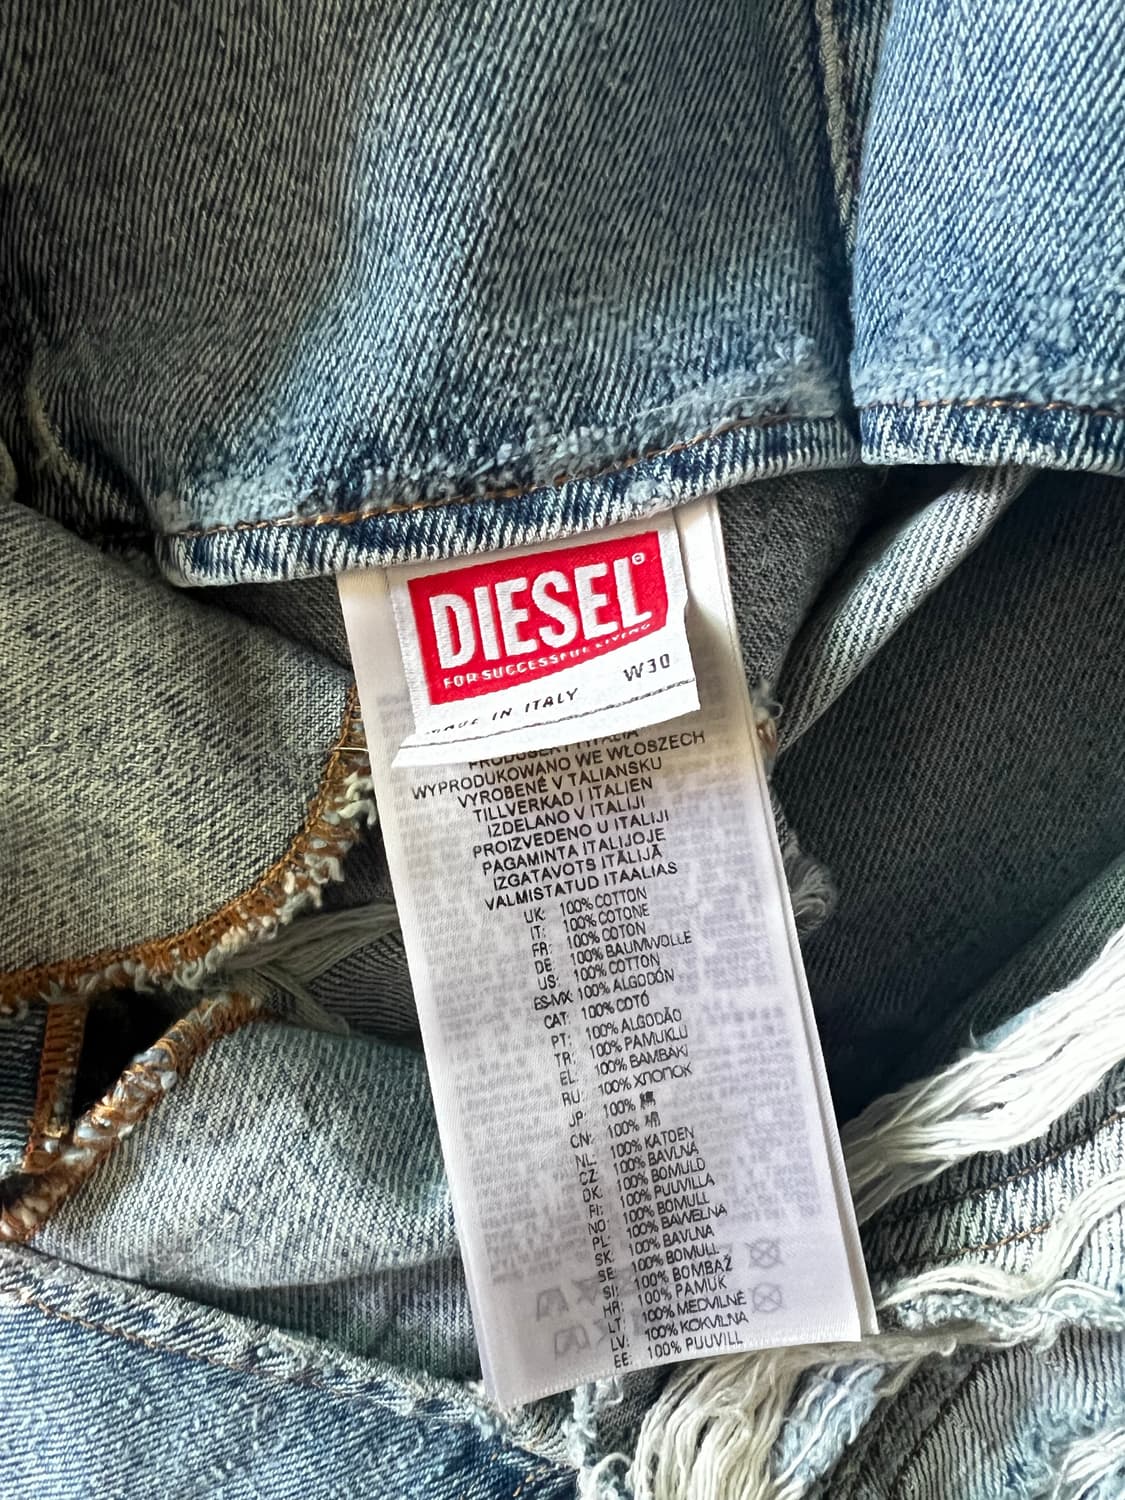 DIESEL®
FOR SUCCESSFUL LIVING
W30
MADE IN ITALY
WYPRODUKOWANO WE WŁOSZECH
VYROBENÉ V TALIANSKU
TILLVERKAD I ITALIEN
IZDELANO V ITALIJI
PROIZVEDENO U ITALIJI
PAGAMINTA ITALIJOJE
IZGATAVOTS ITĀLIJĀ
VALMISTATUD ITAALIAS
UK: 100% COTTON
IT: 100% COTONE
FR: 100% COTON
DE: 100% BAUMWOLLE
US: 100% COTTON
ES-MX: 100% ALGODÓN
CAT: 100% COTÓ
PT: 100% ALGODÃO
TR: 100% PAMUKLU
EL: 100% BAMBAKI
RU: 100% ХЛОПОК
JP: 100% 綿
CN: 100% 棉
NL: 100% KATOEN
CZ: 100% BAVLNA
DK: 100% BOMULD
FI: 100% PUUVILLA
NO: 100% BOMULL
PL: 100% BAWEŁNA
SK: 100% BAVLNA
SE: 100% BOMULL
SI: 100% BOMBAŽ
HR: 100% PAMUK
LT: 100% MEDVILNĖ
LV: 100% KOKVILNA
EE: 100% PUUVILL